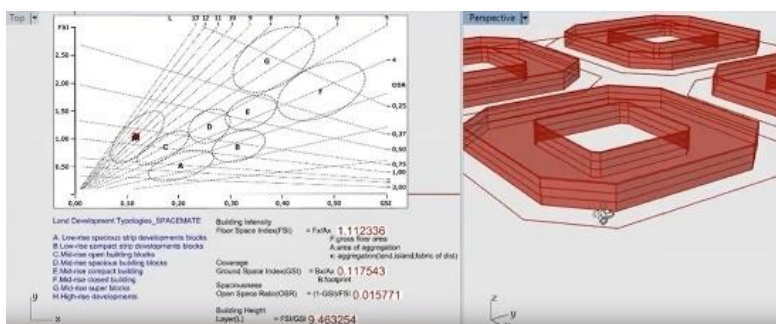 Top
Perspective
L 13 12 11 10 9 8 7 6 5
FSI
2,50
2,00
1,50
1,00
0,50
4
OSR
0,25
0,37
0,50
0,75
1,00
2,00
G
F
E
D
B
C
A
0,00 0,10 0,20 0,30 0,40 0,50 GSI
Land Development Typologies_SPACEMATE
A. Low-rise spacious strip developments blocks
B Low-rise compact strip developments blocks
C.Mid-rise open building blocks
D.Mid-rise spacious building blocks
E.Mid-rise compact building
F.Mid-rise closed building
G.Mid-rise super blocks
H.High-rise developments
Building Intensity
Floor Space Index(FSI) = Fx/Ax 1.112336
F:gross floor area
A:area of aggregation
x: aggregation(land,island,fabric of dist)
Coverage
Ground Space Index(GSI) = Bx/Ax 0.117543
B:footprint
Spaciousness
Open Space Ratio(OSR) = (1-GSI)/FSI 0.015771
Building Height
Layer(L) = FSI/GSI 9.463254
y
x
z
y